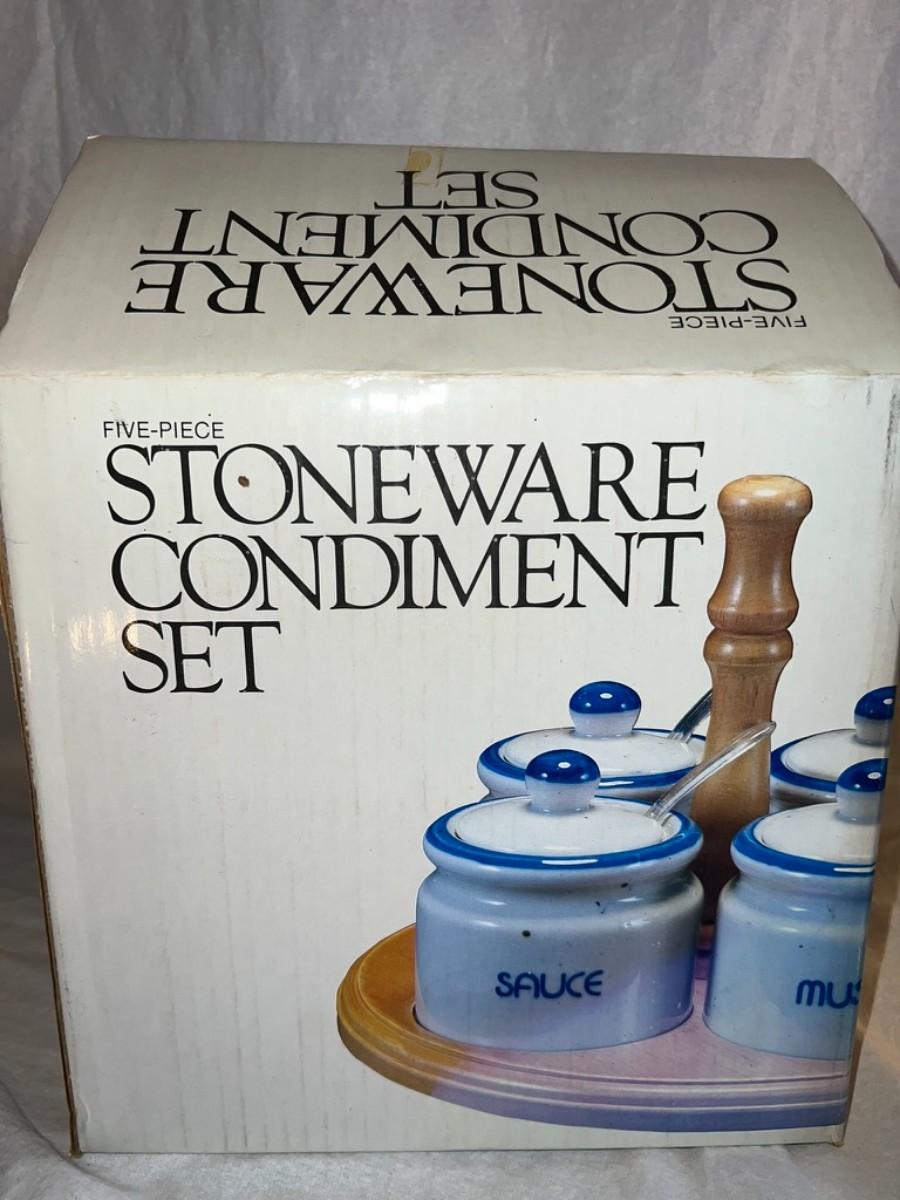 FIVE-PIECE
STONEWARE
CONDIMENT
SET
FIVE-PIECE
STONEWARE
CONDIMENT
SET
SAUCE
MUS